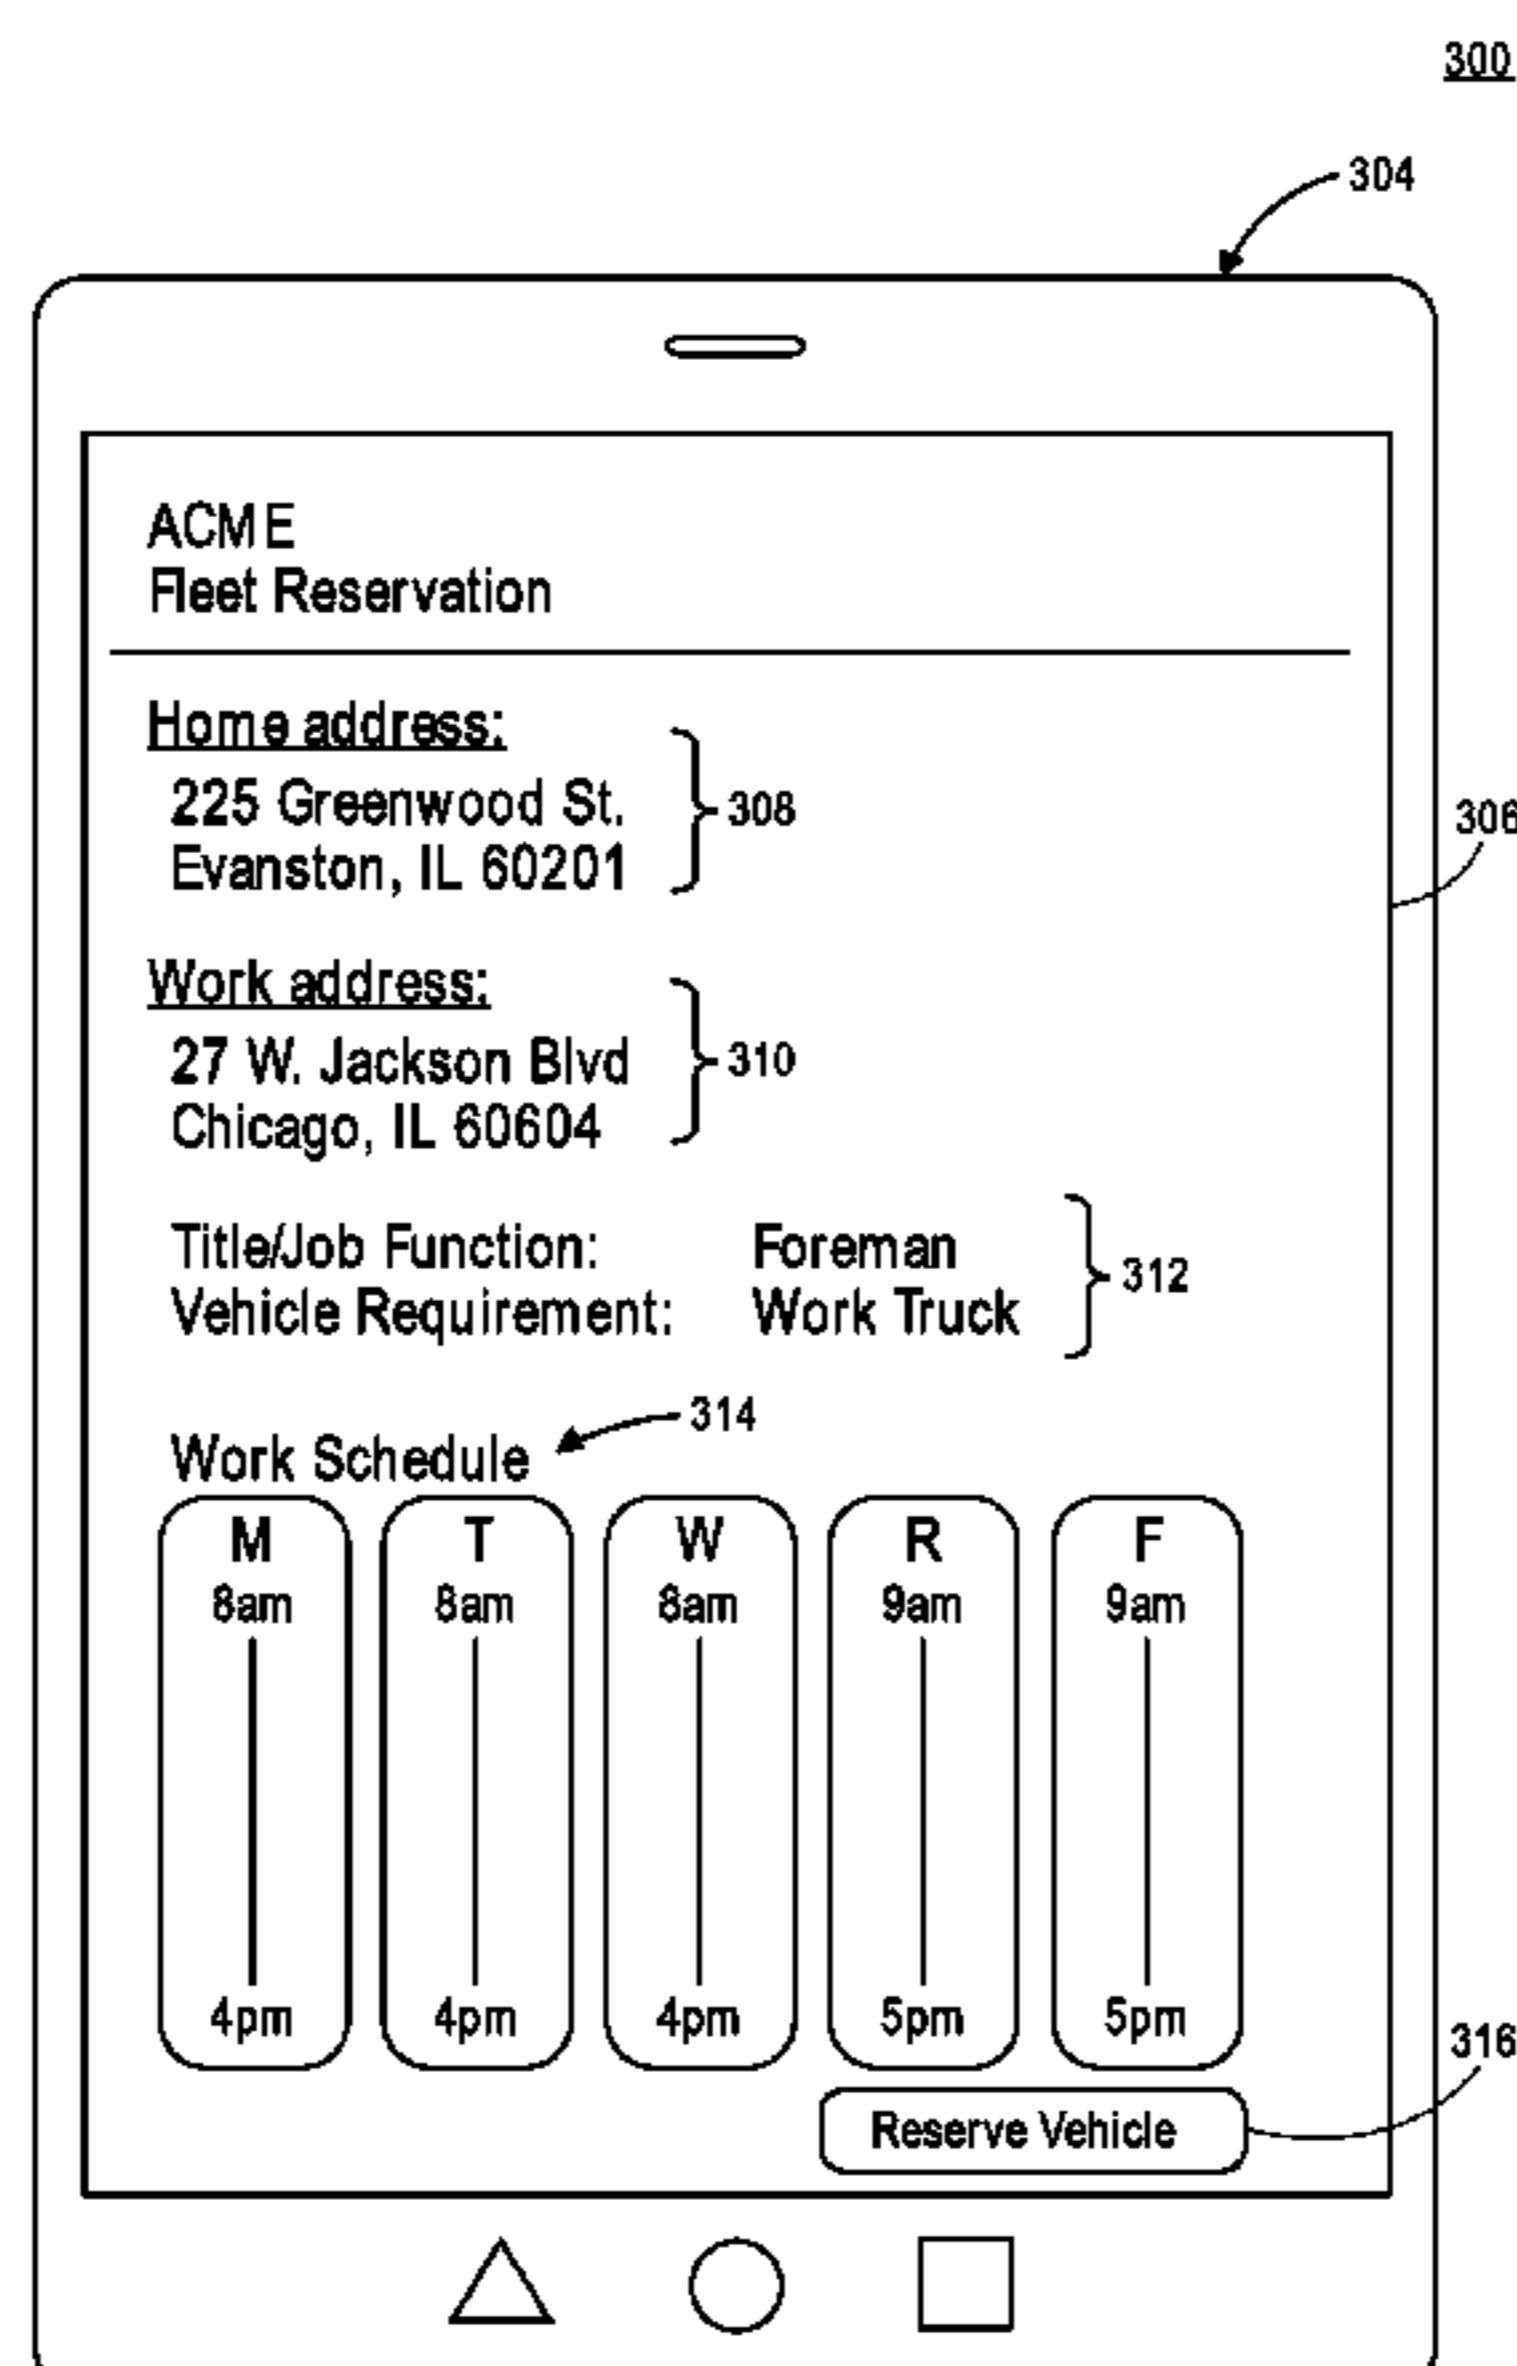 300
304
ACME
Fleet Reservation
Home address:
225 Greenwood St.
Evanston, IL 60201
308
306
Work address:
27 W. Jackson Blvd
Chicago, IL 60604
310
Title/Job Function: Foreman
Vehicle Requirement: Work Truck
312
314
Work Schedule
M T W R F
8am 8am 8am 9am 9am
4pm 4pm 4pm 5pm 5pm
316
Reserve Vehicle